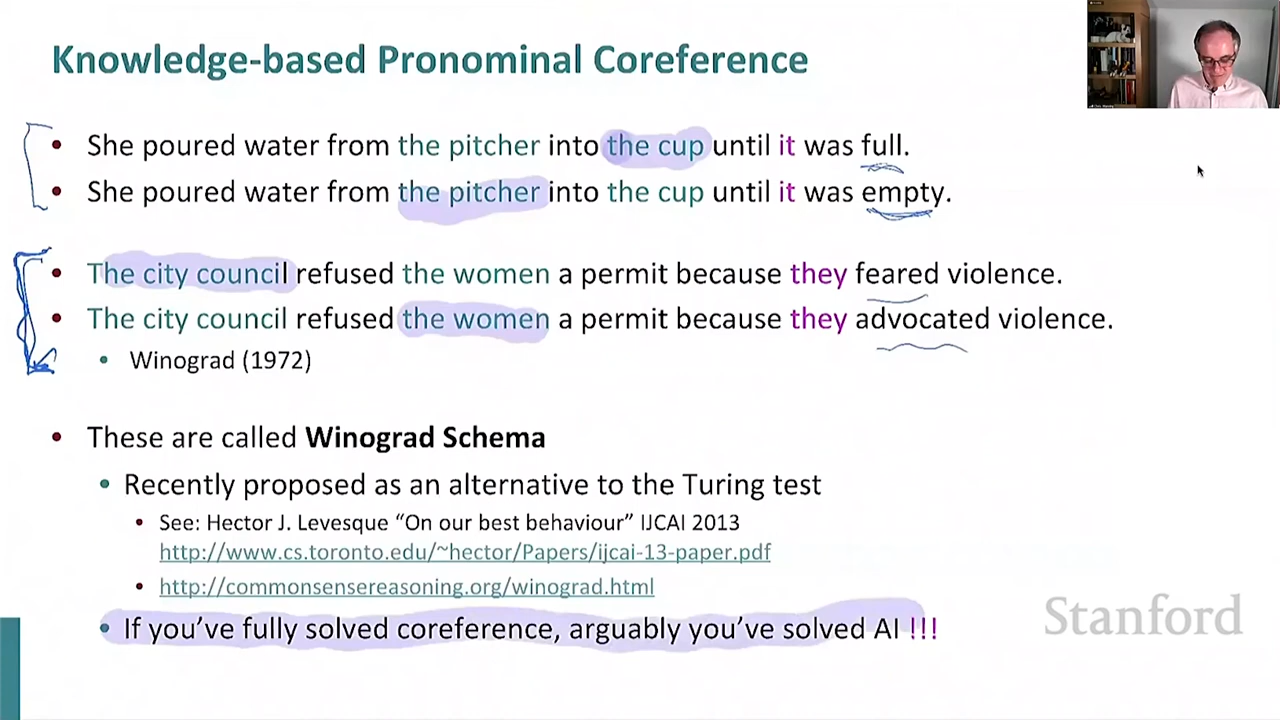 Knowledge-based Pronominal Coreference
• She poured water from the pitcher into the cup until it was full.
• She poured water from the pitcher into the cup until it was empty.
• The city council refused the women a permit because they feared violence.
• The city council refused the women a permit because they advocated violence.
• Winograd (1972)
• These are called Winograd Schema
• Recently proposed as an alternative to the Turing test
• See: Hector J. Levesque “On our best behaviour” IJCAI 2013
http://www.cs.toronto.edu/~hector/Papers/ijcai-13-paper.pdf
• http://commonsensereasoning.org/winograd.html
• If you’ve fully solved coreference, arguably you’ve solved AI !!!
Stanford